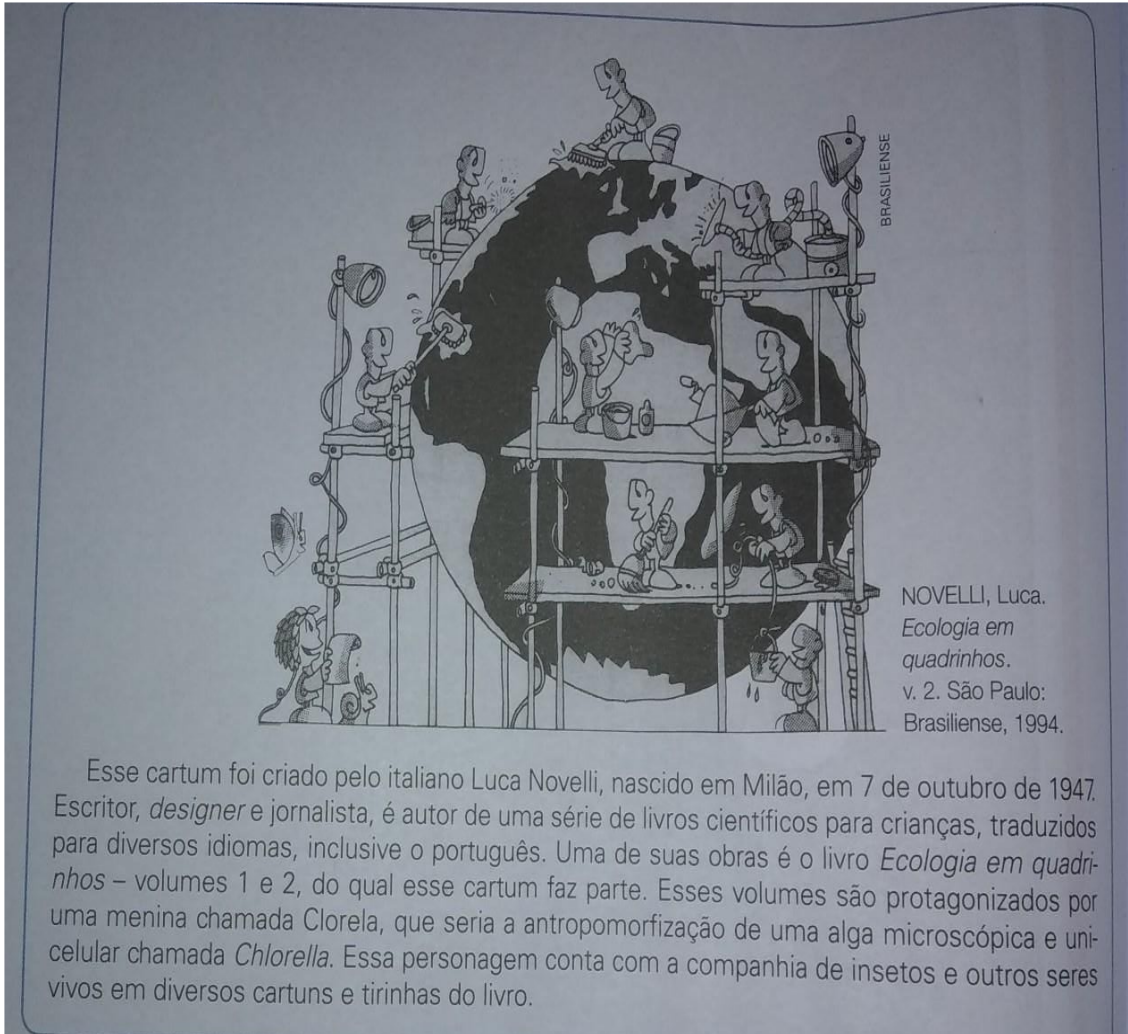 BRASILIENSE
NOVELLI, Luca.
Ecologia em
quadrinhos.
v. 2. São Paulo:
Brasiliense, 1994.
Esse cartum foi criado pelo italiano Luca Novelli, nascido em Milão, em 7 de outubro de 1947.
Escritor, designer e jornalista, é autor de uma série de livros científicos para crianças, traduzidos
para diversos idiomas, inclusive o português. Uma de suas obras é o livro Ecologia em quadri-
nhos – volumes 1 e 2, do qual esse cartum faz parte. Esses volumes são protagonizados por
uma menina chamada Clorela, que seria a antropomorfização de uma alga microscópica e uni-
celular chamada Chlorella. Essa personagem conta com a companhia de insetos e outros seres
vivos em diversos cartuns e tirinhas do livro.